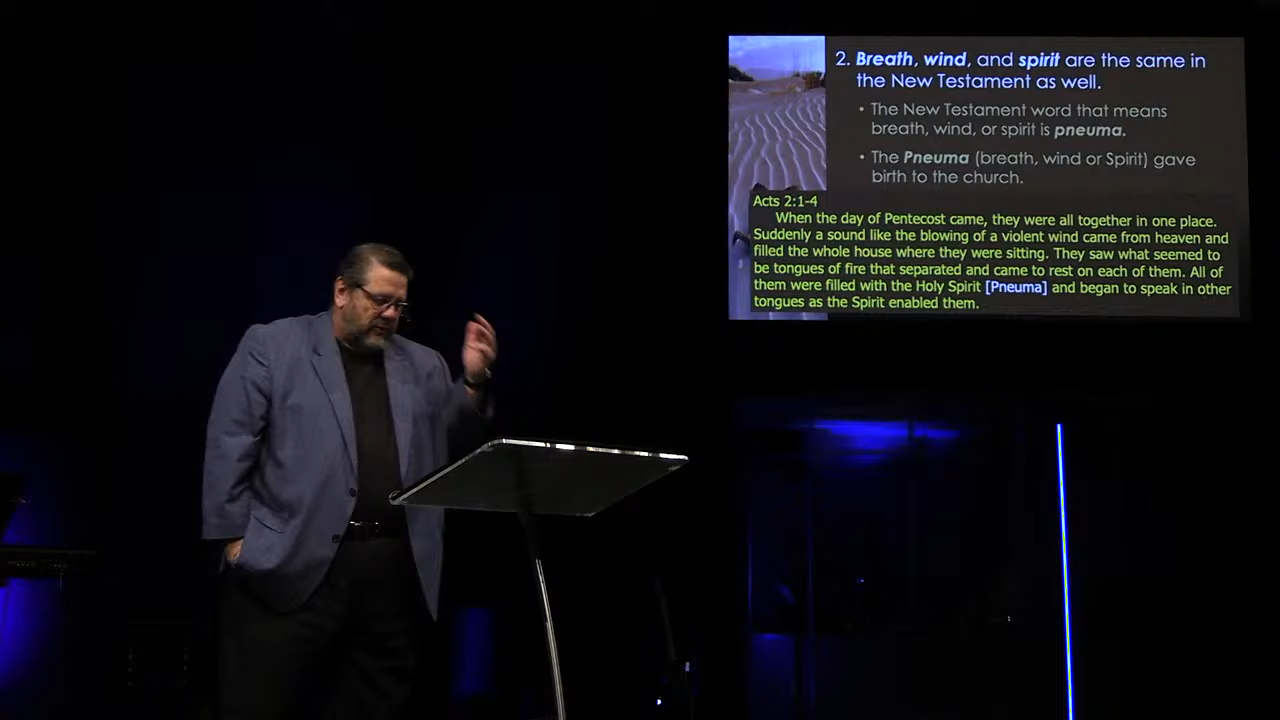 2. Breath, wind, and spirit are the same in
the New Testament as well.
• The New Testament word that means
breath, wind, or spirit is pneuma.
• The Pneuma (breath, wind or Spirit) gave
birth to the church.
Acts 2:1-4
When the day of Pentecost came, they were all together in one place.
Suddenly a sound like the blowing of a violent wind came from heaven and
filled the whole house where they were sitting. They saw what seemed to
be tongues of fire that separated and came to rest on each of them. All of
them were filled with the Holy Spirit [Pneuma] and began to speak in other
tongues as the Spirit enabled them.